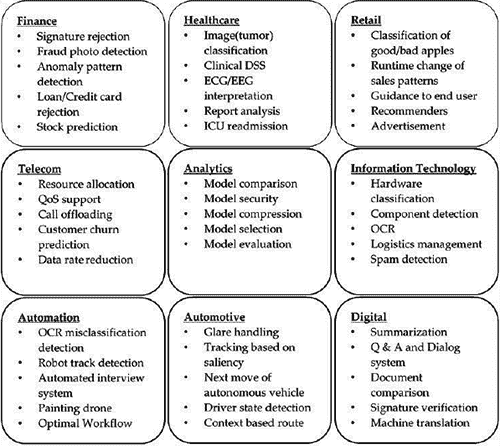 Finance
• Signature rejection
• Fraud photo detection
• Anomaly pattern
detection
• Loan/Credit card
rejection
• Stock prediction
Healthcare
• Image(tumor)
classification
• Clinical DSS
• ECG/EEG
interpretation
• Report analysis
• ICU readmission
Retail
• Classification of
good/bad apples
• Runtime change of
sales patterns
• Guidance to end user
• Recommenders
• Advertisement
Telecom
• Resource allocation
• QoS support
• Call offloading
• Customer churn
prediction
• Data rate reduction
Analytics
• Model comparison
• Model security
• Model compression
• Model selection
• Model evaluation
Information Technology
• Hardware
classification
• Component detection
• OCR
• Logistics management
• Spam detection
Automation
• OCR misclassification
detection
• Robot track detection
• Automated interview
system
• Painting drone
• Optimal Workflow
Automotive
• Glare handling
• Tracking based on
saliency
• Next move of
autonomous vehicle
• Driver state detection
• Context based route
Digital
• Summarization
• Q & A and Dialog
system
• Document
comparison
• Signature verification
• Machine translation